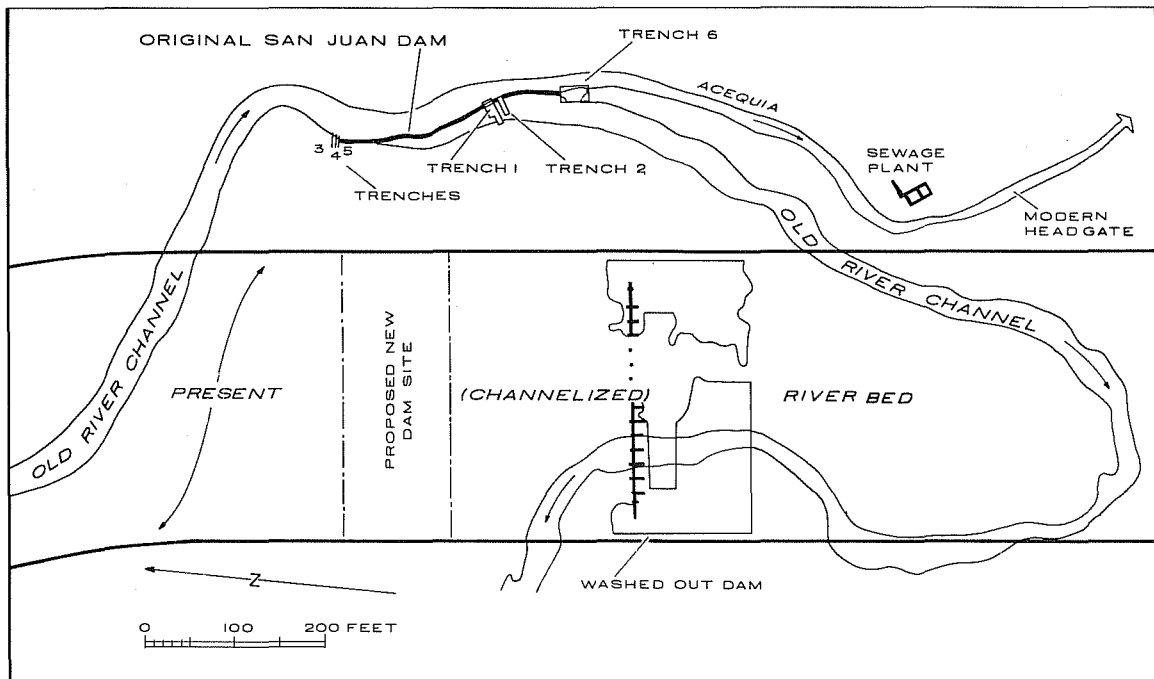 ORIGINAL SAN JUAN DAM
TRENCH 6
ACEQUIA
3 4 5
TRENCHES
TRENCH 1
TRENCH 2
SEWAGE
PLANT
MODERN
HEADGATE
OLD RIVER CHANNEL
OLD RIVER CHANNEL
PRESENT
PROPOSED NEW
DAM SITE
(CHANNELIZED)
RIVER BED
WASHED OUT DAM
N
0 100 200 FEET